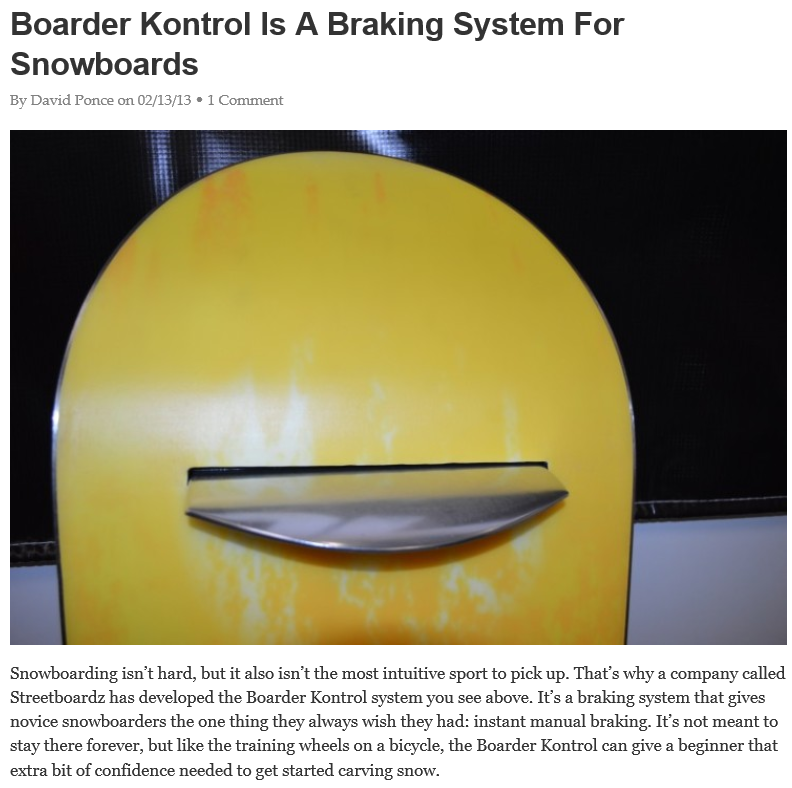 Boarder Kontrol Is A Braking System For
Snowboards
By David Ponce on 02/13/13 • 1 Comment
Snowboarding isn’t hard, but it also isn’t the most intuitive sport to pick up. That’s why a company called
Streetboardz has developed the Boarder Kontrol system you see above. It’s a braking system that gives
novice snowboarders the one thing they always wish they had: instant manual braking. It’s not meant to
stay there forever, but like the training wheels on a bicycle, the Boarder Kontrol can give a beginner that
extra bit of confidence needed to get started carving snow.